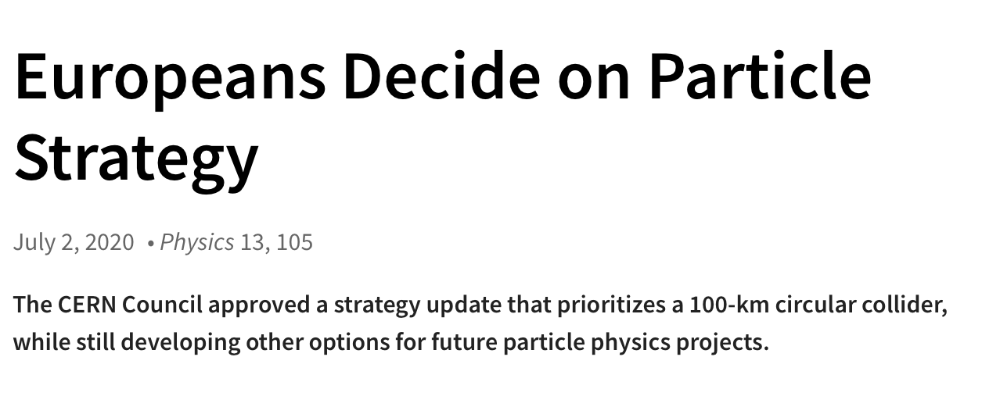 Europeans Decide on Particle
Strategy
July 2, 2020 • Physics 13, 105
The CERN Council approved a strategy update that prioritizes a 100-km circular collider,
while still developing other options for future particle physics projects.